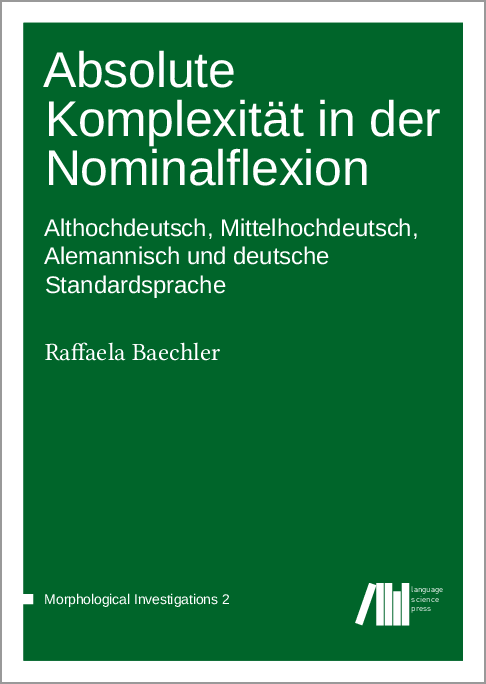 Absolute
Komplexität in der
Nominalflexion
Althochdeutsch, Mittelhochdeutsch,
Alemannisch und deutsche
Standardsprache
Raffaela Baechler
Morphological Investigations 2
language
science
press